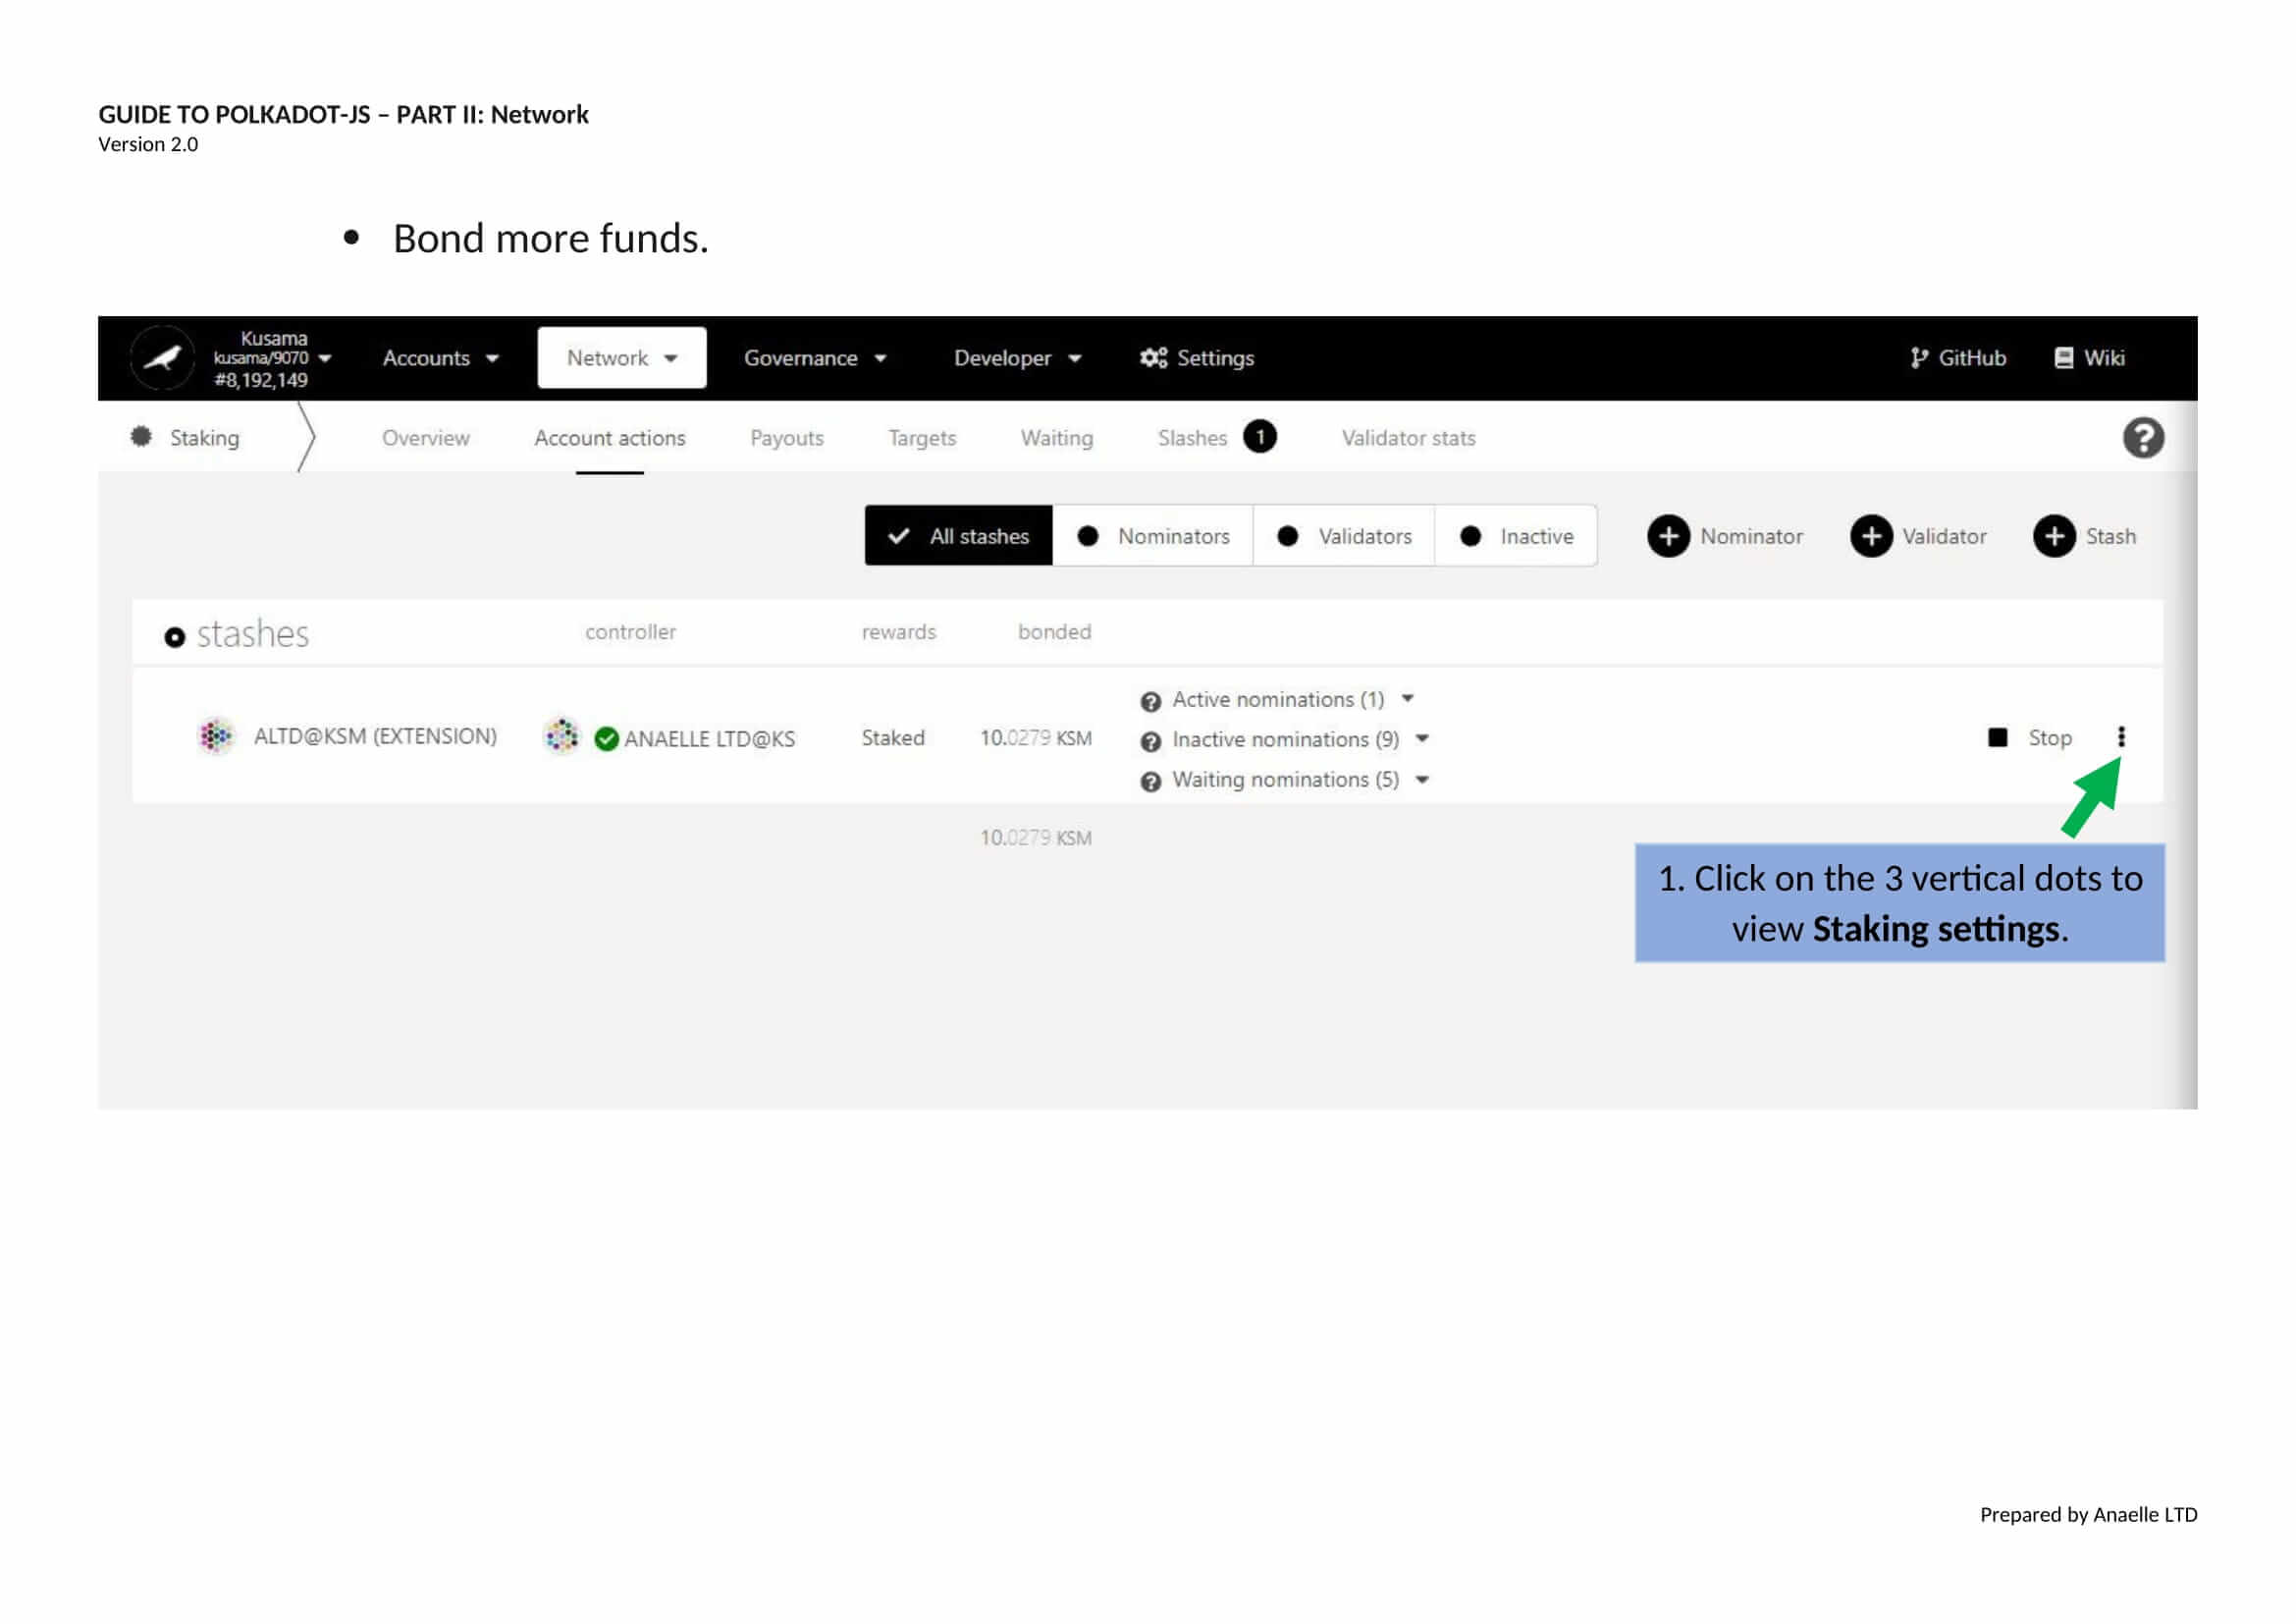 GUIDE TO POLKADOT-JS – PART II: Network
Version 2.0
• Bond more funds.
Kusama
kusama/9070
#8,192,149
Accounts
Network
Governance
Developer
Settings
GitHub
Wiki
Staking
Overview
Account actions
Payouts
Targets
Waiting
Slashes 1
Validator stats
All stashes
Nominators
Validators
Inactive
Nominator
Validator
Stash
stashes
controller
rewards
bonded
ALTD@KSM (EXTENSION)
ANAELLE LTD@KS
Staked
10.0279 KSM
Active nominations (1)
Inactive nominations (9)
Waiting nominations (5)
Stop
10.0279 KSM
1. Click on the 3 vertical dots to
view Staking settings.
Prepared by Anaelle LTD